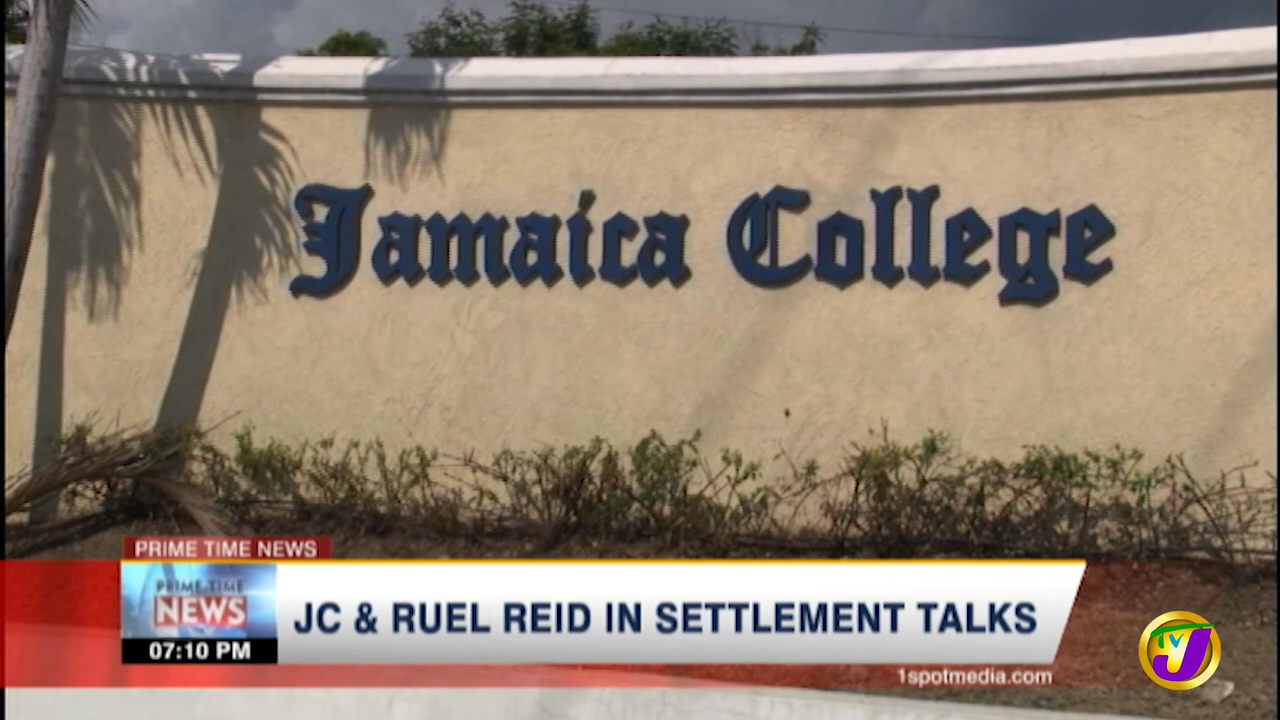 Jamaica College
PRIME TIME NEWS
PRIME TIME
NEWS
JC & RUEL REID IN SETTLEMENT TALKS
07:10 PM
1spotmedia.com
TVJ